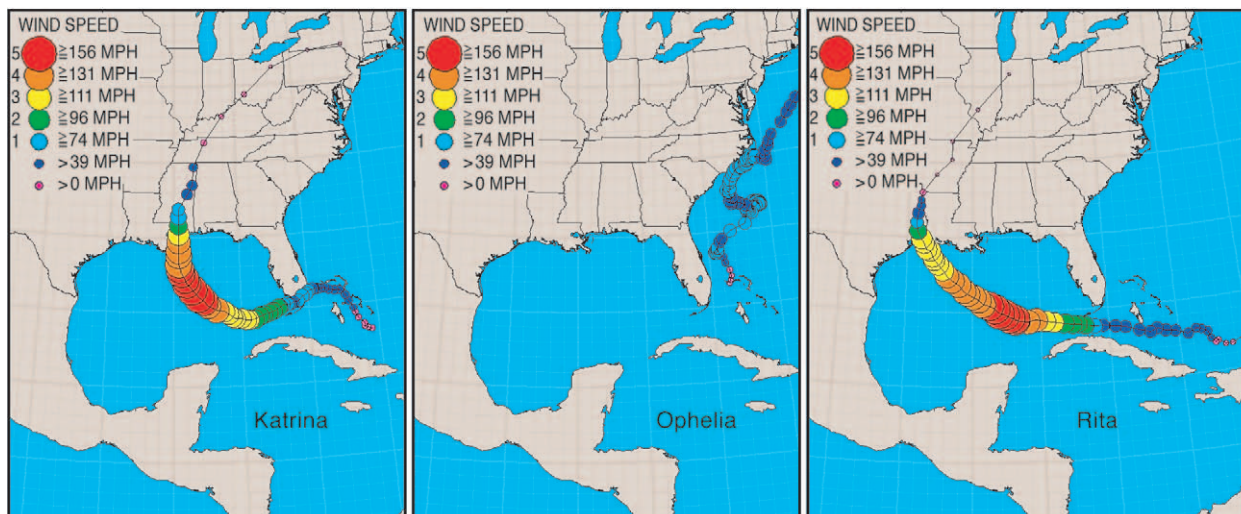 WIND SPEED
5 ≧156 MPH
4 ≧131 MPH
3 ≧111 MPH
2 ≧96 MPH
1 ≧74 MPH
>39 MPH
>0 MPH
Katrina
WIND SPEED
5 ≧156 MPH
4 ≧131 MPH
3 ≧111 MPH
2 ≧96 MPH
1 ≧74 MPH
>39 MPH
>0 MPH
Ophelia
WIND SPEED
5 ≧156 MPH
4 ≧131 MPH
3 ≧111 MPH
2 ≧96 MPH
1 ≧74 MPH
>39 MPH
>0 MPH
Rita